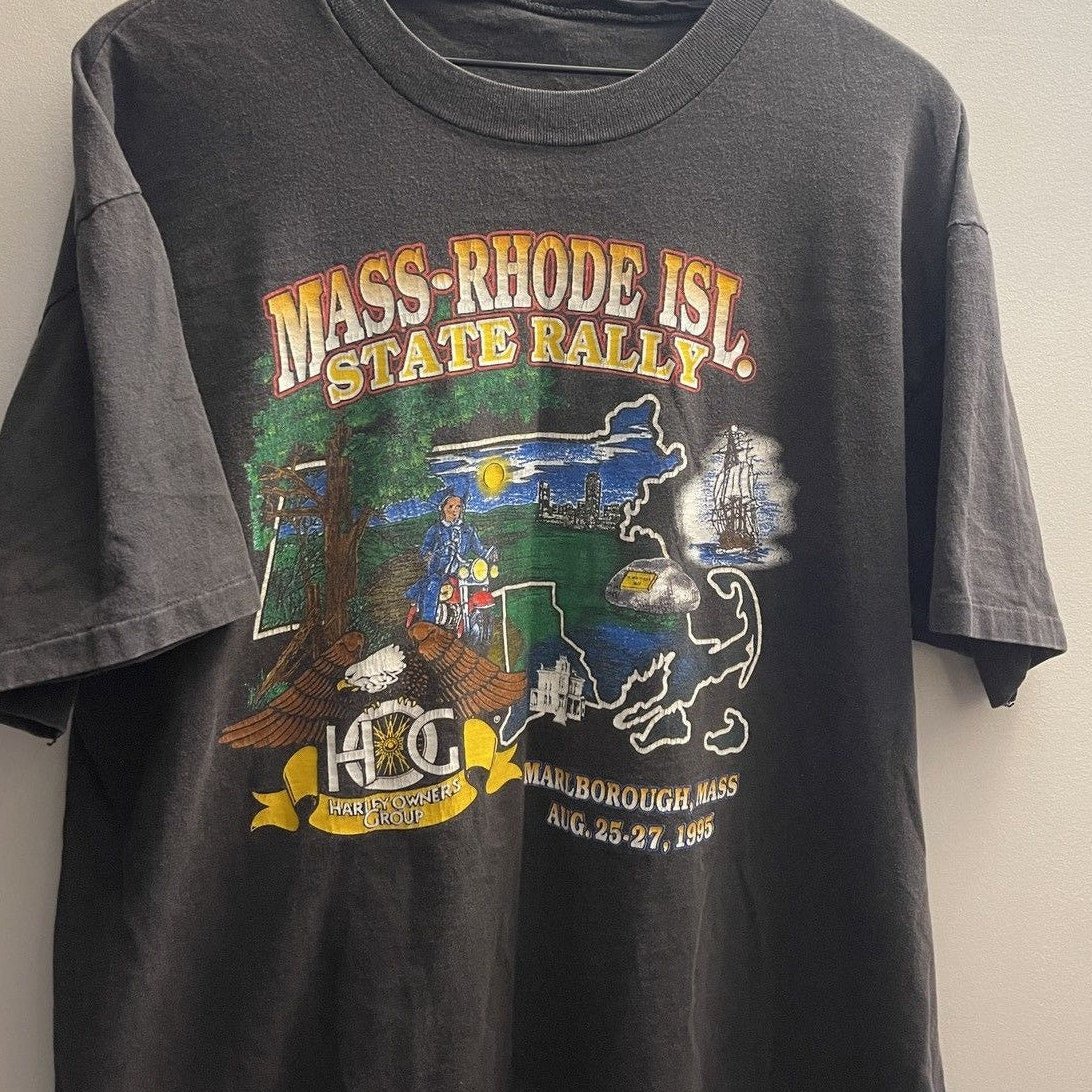 MASS-RHODE ISL.
STATE RALLY
HOG
HARLEY OWNERS
GROUP
®
MARLBOROUGH, MASS
AUG. 25-27, 1995